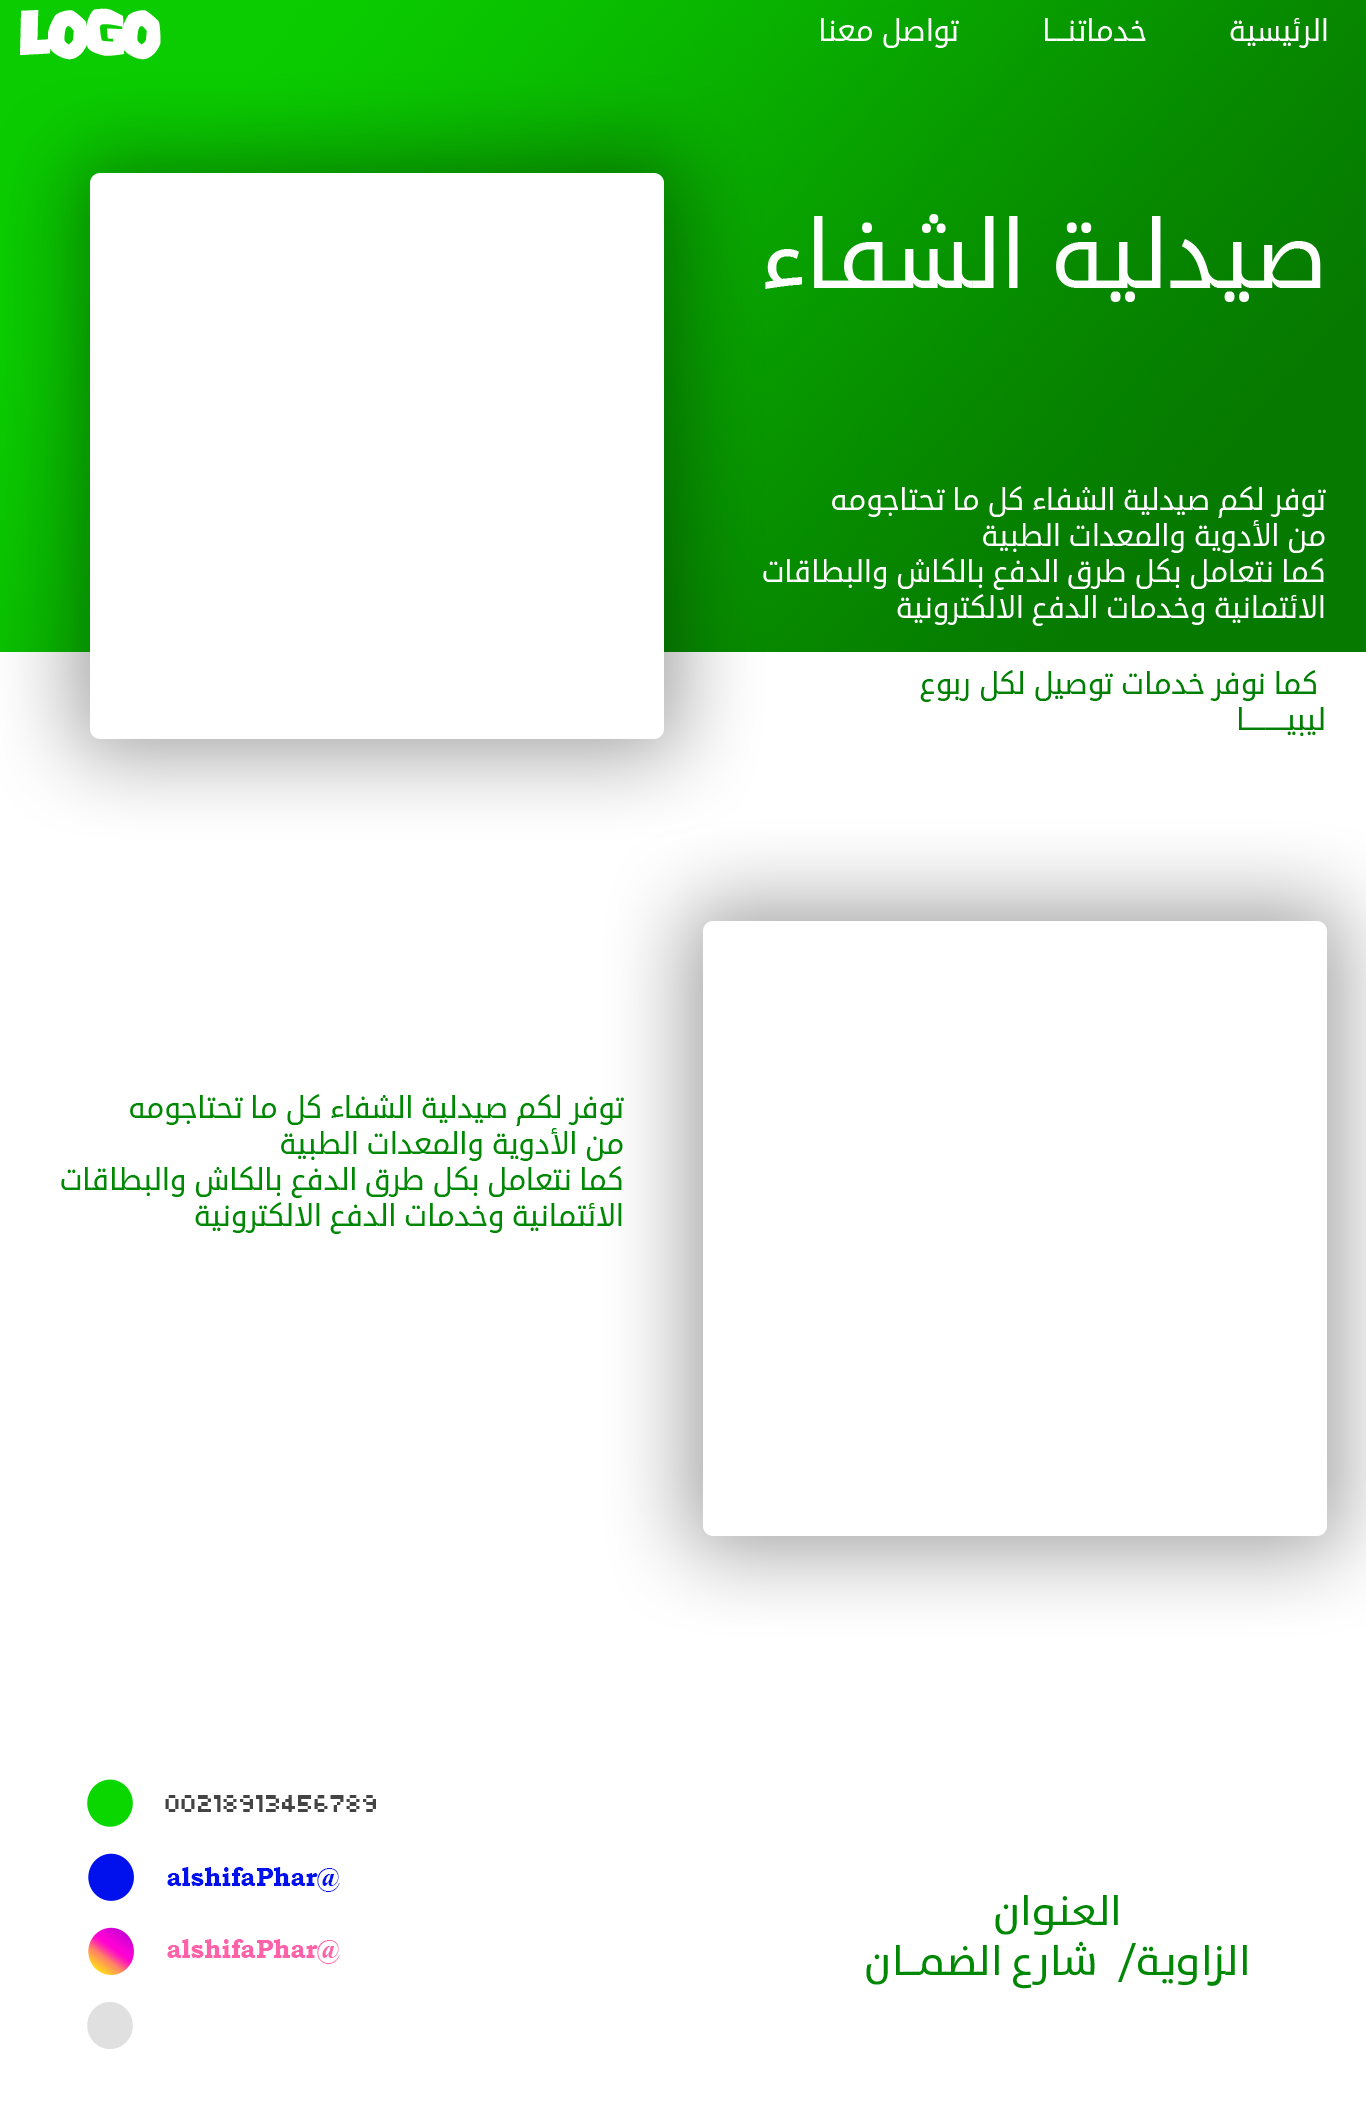 LOGO
الرئيسية
خدماتنـــا
تواصل معنا
صيدلية الشفاء
توفر لكم صيدلية الشفاء كل ما تحتاجومه
من الأدوية والمعدات الطبية
كما نتعامل بكل طرق الدفع بالكاش والبطاقات
الائتمانية وخدمات الدفع الالكترونية
كما نوفر خدمات توصيل لكل ربوع
ليبيـــــــا
توفر لكم صيدلية الشفاء كل ما تحتاجومه
من الأدوية والمعدات الطبية
كما نتعامل بكل طرق الدفع بالكاش والبطاقات
الائتمانية وخدمات الدفع الالكترونية
00218913456789
alshifaPhar@
alshifaPhar@
العنوان
الزاوية/ شارع الضمــان